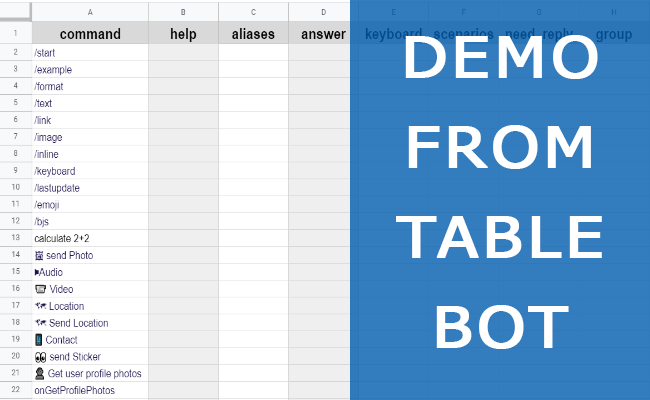 A B C D E F G H
1 command help aliases answer keyboard scenarios need_reply group
2 /start
3 /example
4 /format
5 /text
6 /link
7 /image
8 /inline
9 /keyboard
10 /lastupdate
11 /emoji
12 /bjs
13 calculate 2+2
14 send Photo
15 Audio
16 Video
17 Location
18 Send Location
19 Contact
20 send Sticker
21 Get user profile photos
22 onGetProfilePhotos
DEMO
FROM
TABLE
BOT